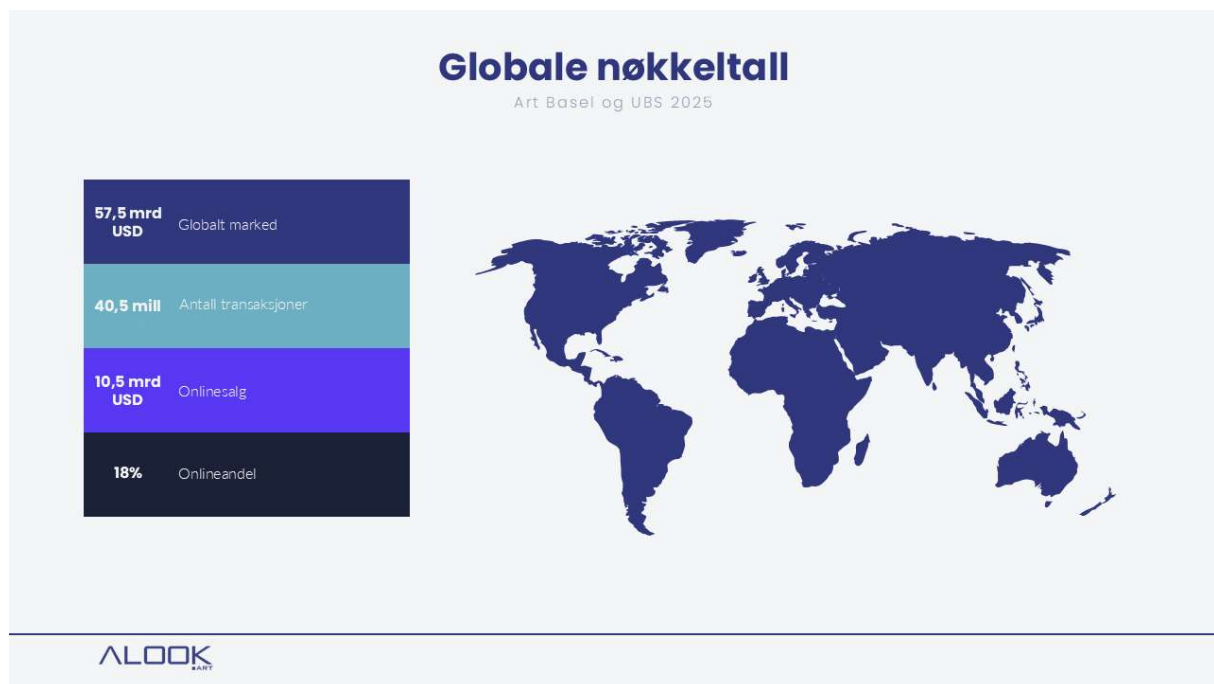 Globale nøkkeltall
Art Basel og UBS 2025
57,5 mrd
USD
Globalt marked
40,5 mill
Antall transaksjoner
10,5 mrd
USD
Onlinesalg
18%
Onlineandel
ALOOK
.ART